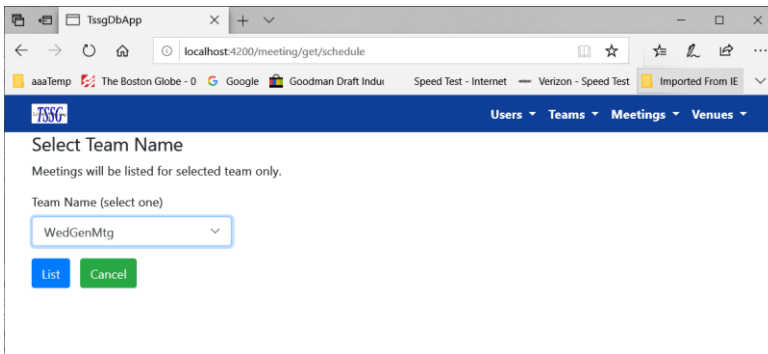 TssgDbApp
localhost:4200/meeting/get/schedule
aaaTemp The Boston Globe - 0 Google Goodman Draft Induc Speed Test - Internet Verizon - Speed Test Imported From IE
TSSG Users Teams Meetings Venues
Select Team Name
Meetings will be listed for selected team only.
Team Name (select one)
WedGenMtg
List Cancel